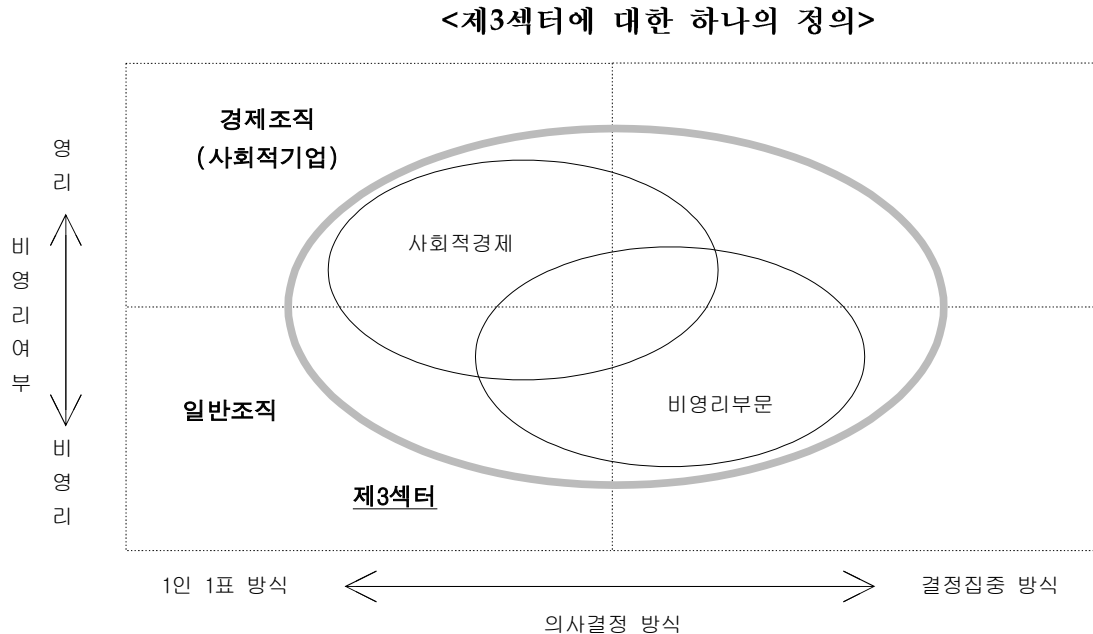 <제3섹터에 대한 하나의 정의>
경제조직
(사회적기업)
영리
사회적경제
비영리여부
일반조직
비영리부문
비영리
제3섹터
1인 1표 방식
결정집중 방식
의사결정 방식